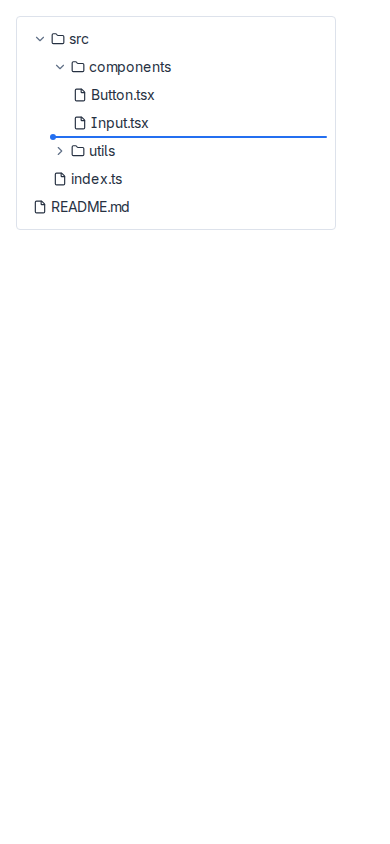 src
components
Button.tsx
Input.tsx
utils
index.ts
README.md